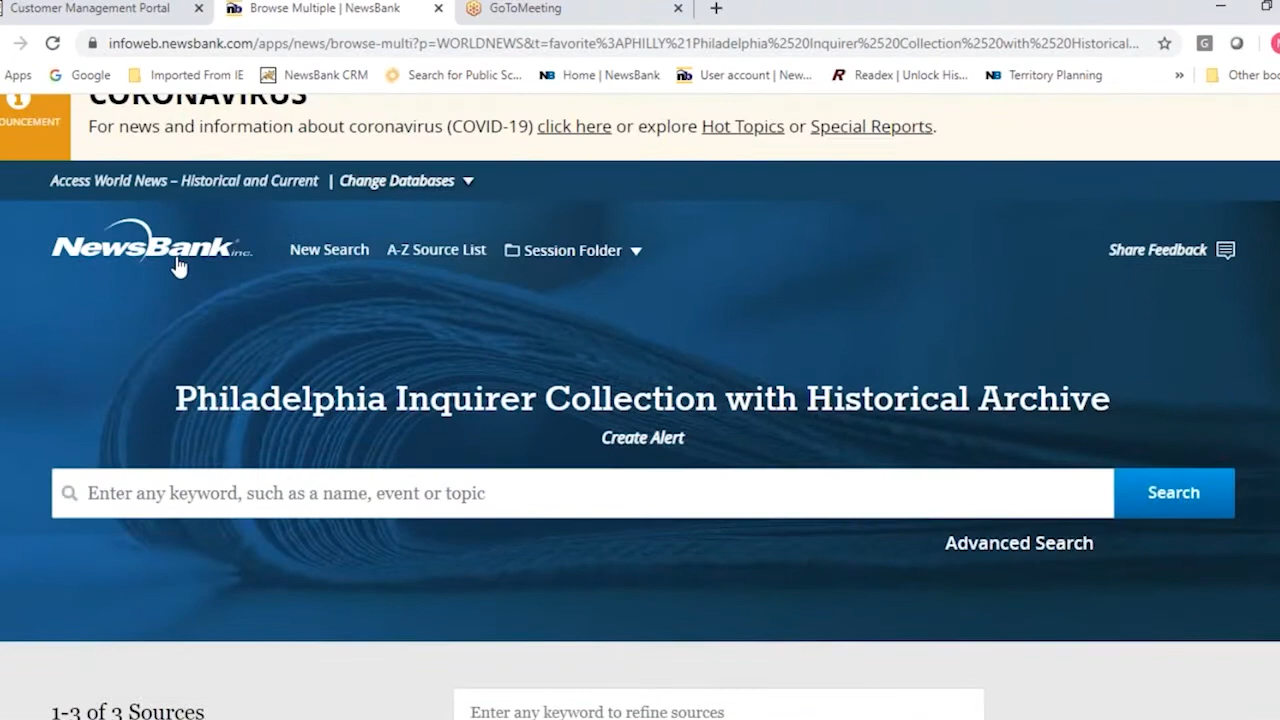 Customer Management Portal
Browse Multiple | NewsBank
GoToMeeting
infoweb.newsbank.com/apps/news/browse-multi?p=WORLDNEWS&t=favorite%3APHILLY%21Philadelphia%2520Inquirer%2520Collection%2520with%2520Historical...
Apps Google Imported From IE NewsBank CRM Search for Public Sc... Home | NewsBank User account | New... Readex | Unlock His... Territory Planning » Other boo
CORONAVIRUS
OUNCEMENT
For news and information about coronavirus (COVID-19) click here or explore Hot Topics or Special Reports.
Access World News – Historical and Current | Change Databases
NewsBank inc. New Search A-Z Source List Session Folder Share Feedback
Philadelphia Inquirer Collection with Historical Archive
Create Alert
Enter any keyword, such as a name, event or topic Search
Advanced Search
1-3 of 3 Sources Enter any keyword to refine sources